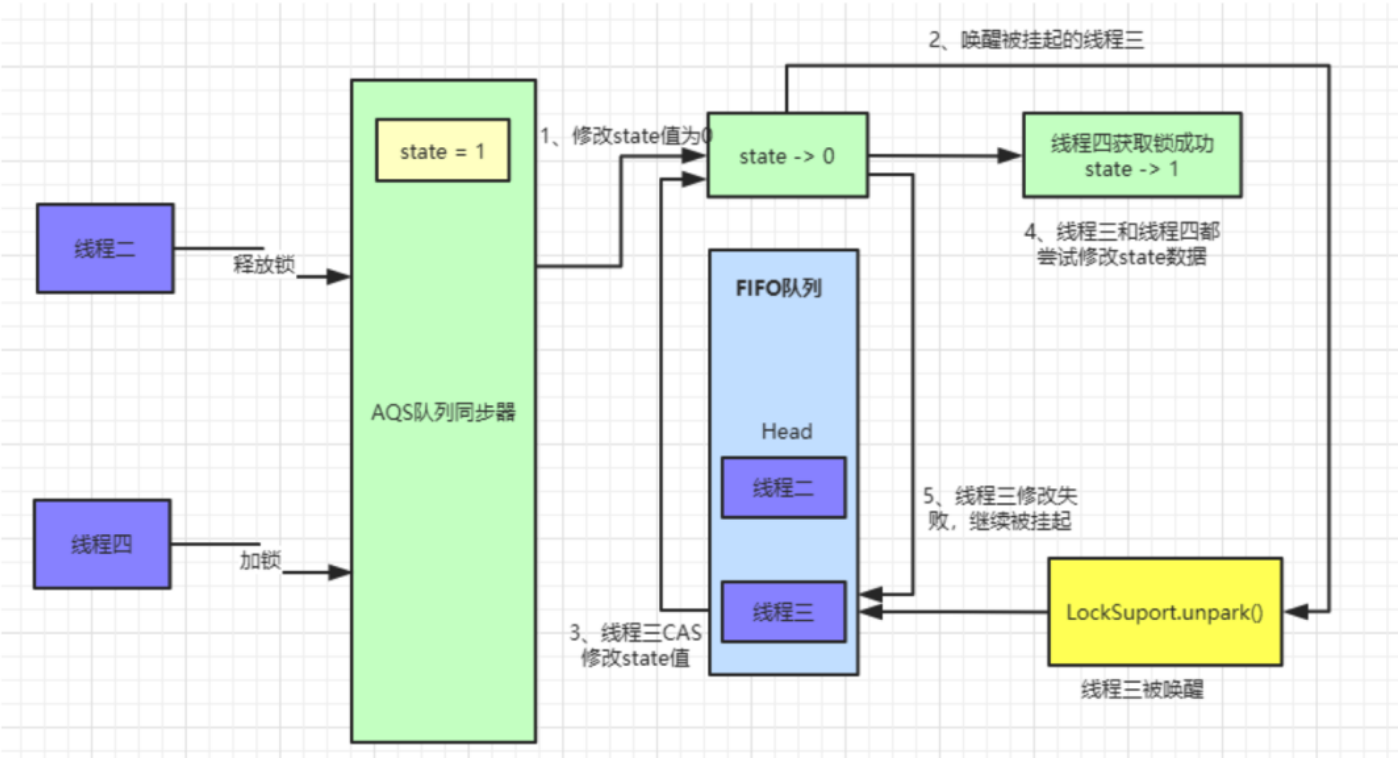 2、唤醒被挂起的线程三
state = 1
1、修改state值为0
state -> 0
线程四获取锁成功
state -> 1
线程二
释放锁
4、线程三和线程四都
尝试修改state数据
FIFO队列
AQS队列同步器
Head
线程二
5、线程三修改失
败，继续被挂起
线程四
加锁
线程三
LockSuport.unpark()
3、线程三CAS
修改state值
线程三被唤醒